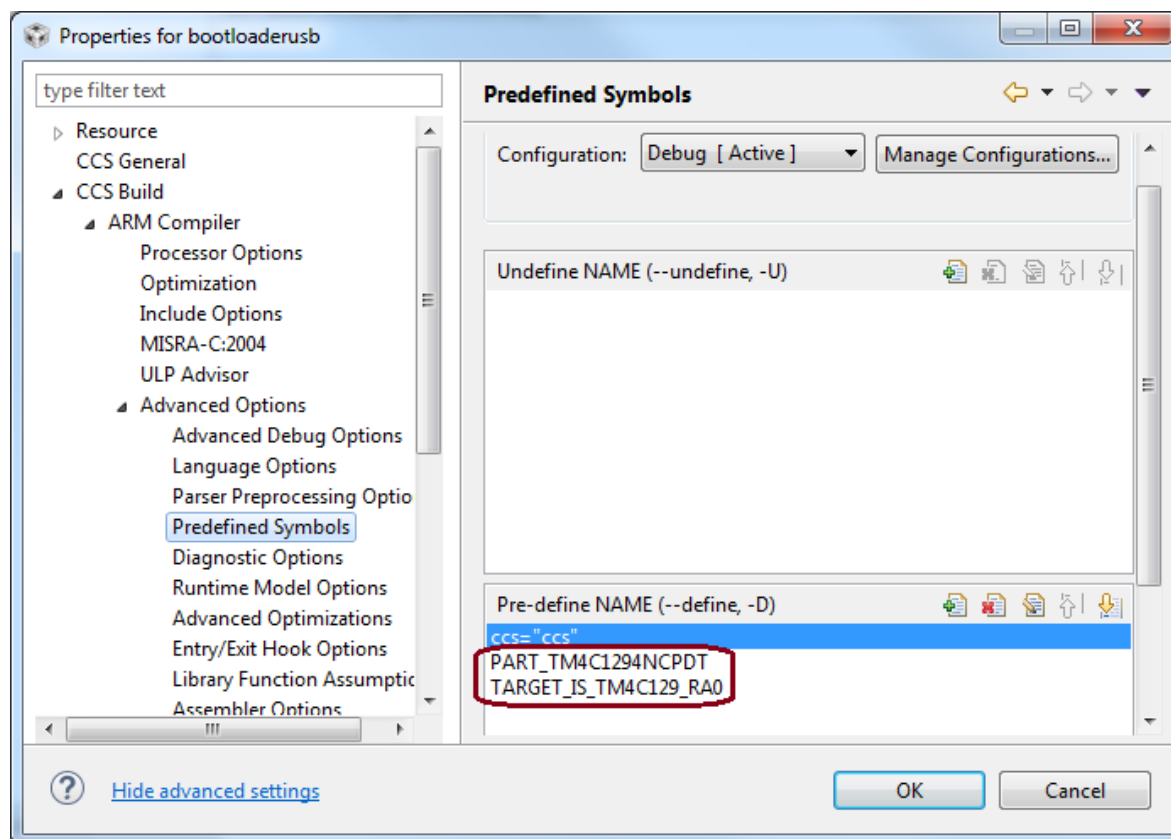 Properties for bootloaderusb
type filter text
Resource
CCS General
CCS Build
ARM Compiler
Processor Options
Optimization
Include Options
MISRA-C:2004
ULP Advisor
Advanced Options
Advanced Debug Options
Language Options
Parser Preprocessing Optio
Predefined Symbols
Diagnostic Options
Runtime Model Options
Advanced Optimizations
Entry/Exit Hook Options
Library Function Assumptic
Assembler Options
Predefined Symbols
Configuration: Debug [ Active ] Manage Configurations...
Undefine NAME (--undefine, -U)
Pre-define NAME (--define, -D)
ccs="ccs"
PART_TM4C1294NCPDT
TARGET_IS_TM4C129_RA0
Hide advanced settings
OK Cancel